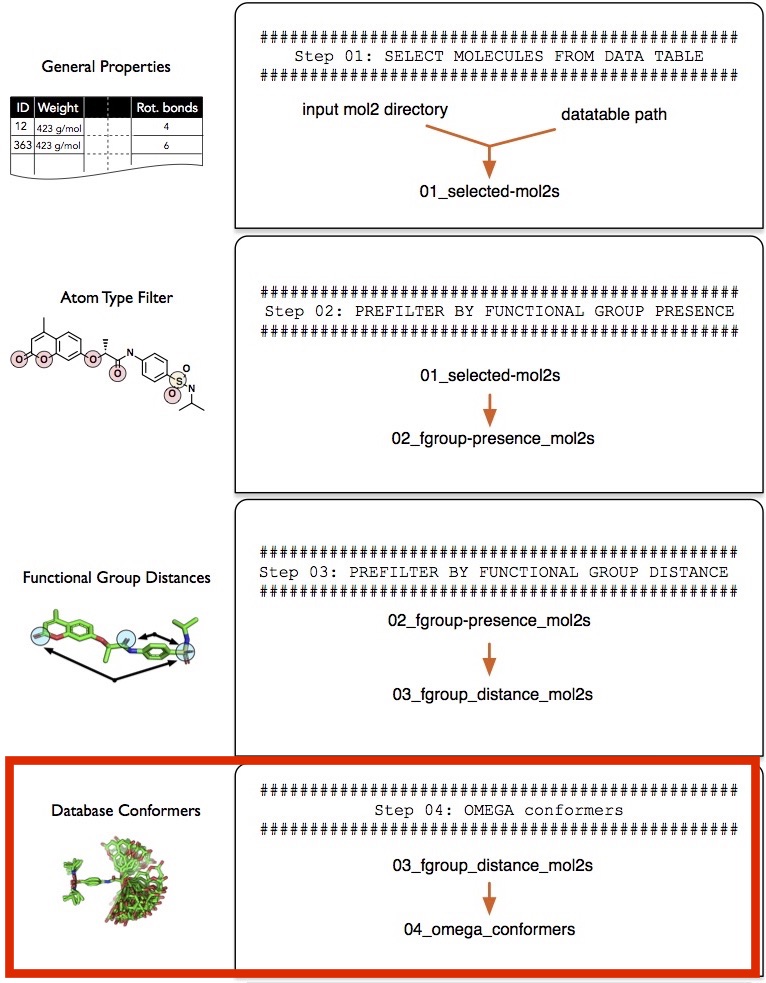 General Properties
ID Weight Rot. bonds
12 423 g/mol 4
363 423 g/mol 6
################################################
Step 01: SELECT MOLECULES FROM DATA TABLE
################################################
input mol2 directory
datatable path
01_selected-mol2s
Atom Type Filter
O O O N O O S O N
################################################
Step 02: PREFILTER BY FUNCTIONAL GROUP PRESENCE
################################################
01_selected-mol2s
02_fgroup-presence_mol2s
Functional Group Distances
################################################
Step 03: PREFILTER BY FUNCTIONAL GROUP DISTANCE
################################################
02_fgroup-presence_mol2s
03_fgroup_distance_mol2s
Database Conformers
################################################
Step 04: OMEGA conformers
################################################
03_fgroup_distance_mol2s
04_omega_conformers